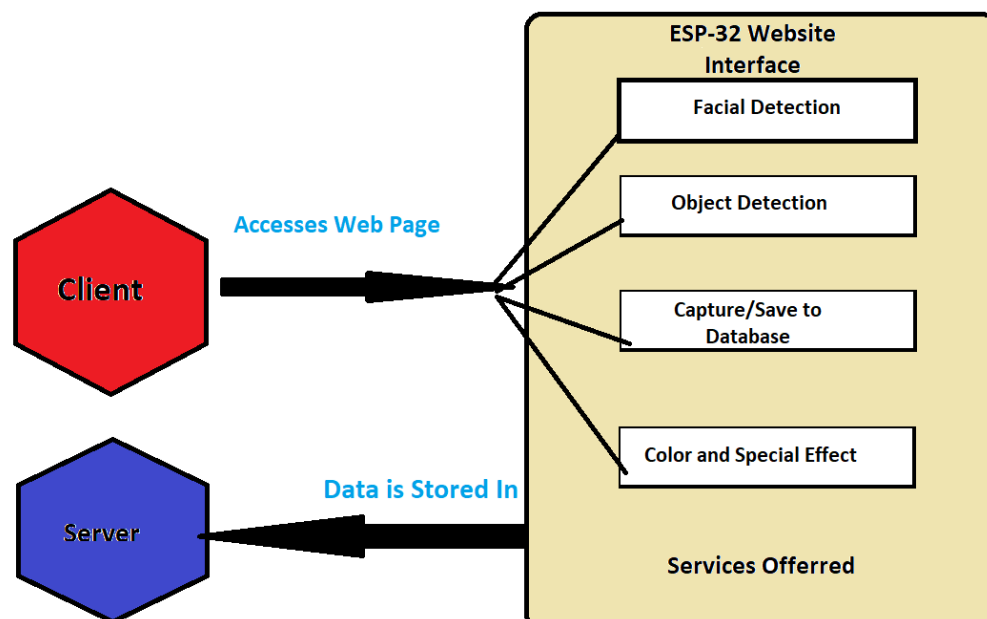 ESP-32 Website
Interface
Facial Detection
Object Detection
Accesses Web Page
Client
Capture/Save to
Database
Color and Special Effect
Data is Stored In
Server
Services Offerred